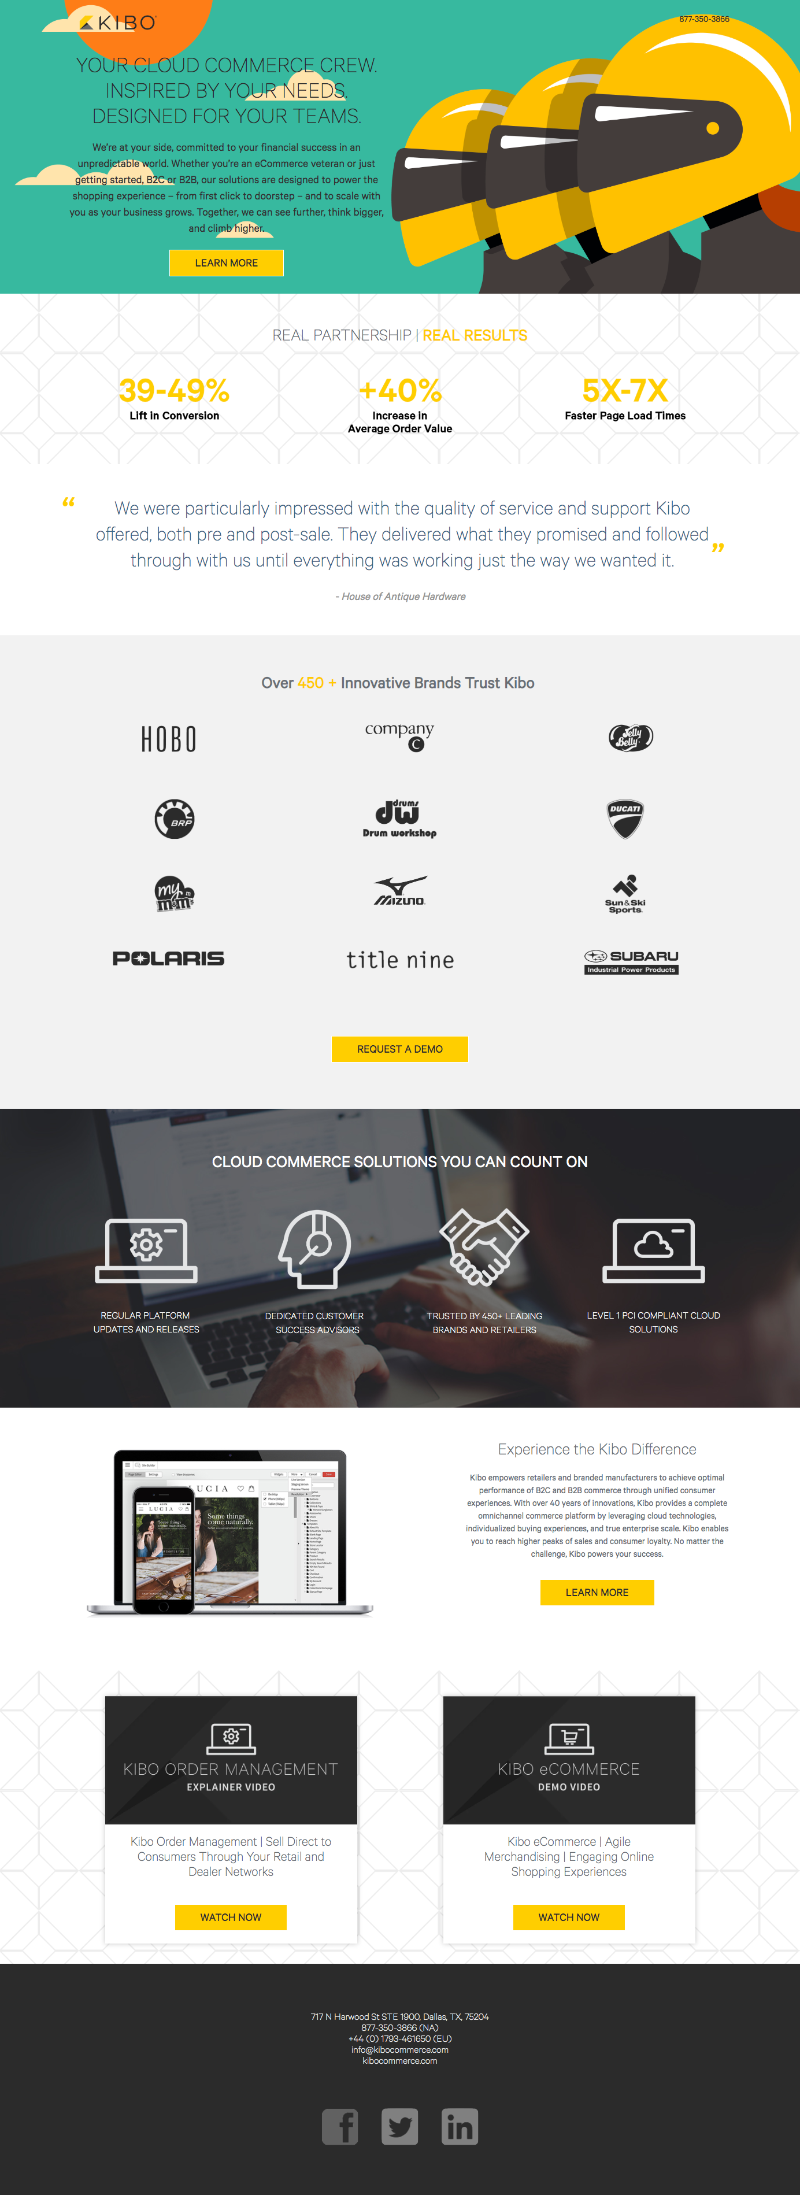 KIBO
877-350-3866
YOUR CLOUD COMMERCE CREW.
INSPIRED BY YOUR NEEDS.
DESIGNED FOR YOUR TEAMS.
We're at your side, committed to your financial success in an
unpredictable world. Whether you're an eCommerce veteran or just
getting started, B2C or B2B, our solutions are designed to power the
shopping experience – from first click to doorstep – and to scale with
you as your business grows. Together, we can see further, think bigger,
and climb higher.
LEARN MORE
REAL PARTNERSHIP | REAL RESULTS
39-49%
Lift in Conversion
+40%
Increase in
Average Order Value
5X-7X
Faster Page Load Times
“ We were particularly impressed with the quality of service and support Kibo
offered, both pre and post-sale. They delivered what they promised and followed
through with us until everything was working just the way we wanted it. ”
- House of Antique Hardware
Over 450 + Innovative Brands Trust Kibo
HOBO
company C
Jelly Belly
BRP
drums
dw
Drum workshop
DUCATI
my m&m's
MIZUNO
Sun & Ski
Sports
POLARIS
title nine
SUBARU
Industrial Power Products
REQUEST A DEMO
CLOUD COMMERCE SOLUTIONS YOU CAN COUNT ON
REGULAR PLATFORM
UPDATES AND RELEASES
DEDICATED CUSTOMER
SUCCESS ADVISORS
TRUSTED BY 450+ LEADING
BRANDS AND RETAILERS
LEVEL 1 PCI COMPLIANT CLOUD
SOLUTIONS
LUCIA
Some things
come naturally.
Experience the Kibo Difference
Kibo empowers retailers and branded manufacturers to achieve optimal
performance of B2C and B2B commerce through unified consumer
experiences. With over 40 years of innovations, Kibo provides a complete
omnichannel commerce platform by leveraging cloud technologies,
individualized buying experiences, and true enterprise scale. Kibo enables
you to reach higher peaks of sales and consumer loyalty. No matter the
challenge, Kibo powers your success.
LEARN MORE
KIBO ORDER MANAGEMENT
EXPLAINER VIDEO
Kibo Order Management | Sell Direct to
Consumers Through Your Retail and
Dealer Networks
WATCH NOW
KIBO eCOMMERCE
DEMO VIDEO
Kibo eCommerce | Agile
Merchandising | Engaging Online
Shopping Experiences
WATCH NOW
717 N Harwood St STE 1900, Dallas, TX, 75204
877-350-3866 (NA)
+44 (0) 1793-461650 (EU)
info@kibocommerce.com
kibocommerce.com